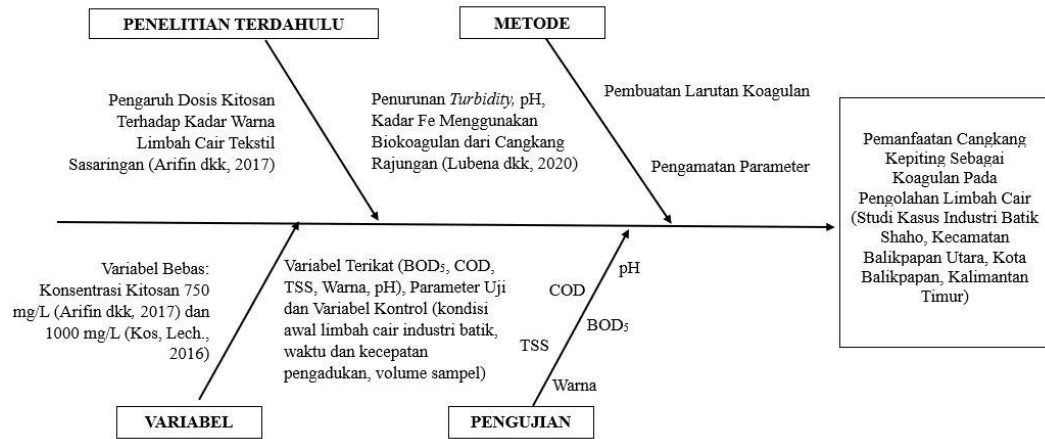 PENELITIAN TERDAHULU
METODE
Pengaruh Dosis Kitosan
Terhadap Kadar Warna
Limbah Cair Tekstil
Sasaringan (Arifin dkk, 2017)
Penurunan Turbidity, pH,
Kadar Fe Menggunakan
Biokoagulan dari Cangkang
Rajungan (Lubena dkk, 2020)
Pembuatan Larutan Koagulan
Pengamatan Parameter
Pemanfaatan Cangkang
Kepiting Sebagai
Koagulan Pada
Pengolahan Limbah Cair
(Studi Kasus Industri Batik
Shaho, Kecamatan
Balikpapan Utara, Kota
Balikpapan, Kalimantan
Timur)
Variabel Bebas:
Konsentrasi Kitosan 750
mg/L (Arifin dkk, 2017) dan
1000 mg/L (Kos, Lech.,
2016)
Variabel Terikat (BOD₅, COD,
TSS, Warna, pH), Parameter Uji
dan Variabel Kontrol (kondisi
awal limbah cair industri batik,
waktu dan kecepatan
pengadukan, volume sampel)
pH
COD
BOD₅
TSS
Warna
VARIABEL
PENGUJIAN